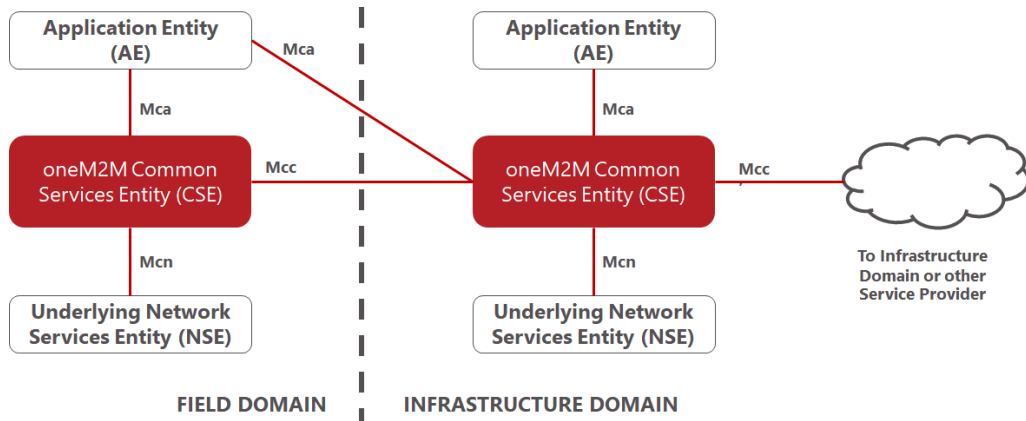 Application Entity
(AE)
Mca
oneM2M Common
Services Entity (CSE)
Mcn
Underlying Network
Services Entity (NSE)
FIELD DOMAIN
Mca
Mcc
Application Entity
(AE)
Mca
oneM2M Common
Services Entity (CSE)
Mcn
Underlying Network
Services Entity (NSE)
INFRASTRUCTURE DOMAIN
Mcc
,
To Infrastructure
Domain or other
Service Provider